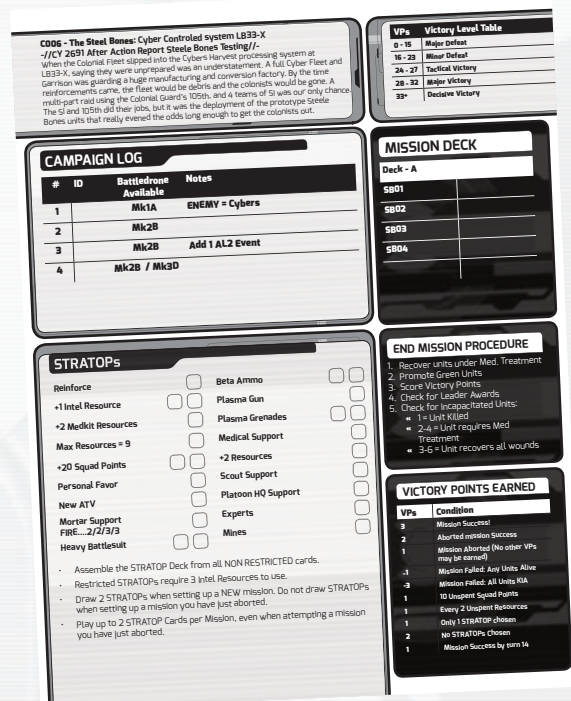 C006 - The Steel Bones: Cyber Controled system LB33-X
-//CY 2691 After Action Report Steele Bones Testing//-
When the Colonial Fleet slipped into the Cybers Harvest processing system at
LB33-X, saying they were unprepared was an understatement. A full Cyber Fleet and
Garrison was guarding a huge manufacturing and conversion factory. By the time
reinforcements came, the fleet would be debris and the colonists would be gone. A
multi-part raid using the Colonial Guard's 105th, and 4 teams of SI was our only chance.
The SI and 105th did their jobs, but it was the deployment of the prototype Steele
Bones units that really evened the odds long enough to get the colonists out.
VPs Victory Level Table
0 - 15 Major Defeat
16 - 23 Minor Defeat
24 - 27 Tactical Victory
28 - 32 Major Victory
33+ Decisive Victory
CAMPAIGN LOG
# ID Battledrone Available Notes
1 Mk1A ENEMY = Cybers
2 Mk2B
3 Mk2B Add 1 AL2 Event
4 Mk2B / Mk3D
MISSION DECK
Deck - A
SB01
SB02
SB03
SB04
STRATOPs
Reinforce
+1 Intel Resource
+2 Medkit Resources
Max Resources = 9
+20 Squad Points
Personal Favor
New ATV
Mortar Support
FIRE....2/2/3/3
Heavy Battlesuit
Beta Ammo
Plasma Gun
Plasma Grenades
Medical Support
+2 Resources
Scout Support
Platoon HQ Support
Experts
Mines
· Assemble the STRATOP Deck from all NON RESTRICTED cards.
· Restricted STRATOPs require 3 Intel Resources to use.
· Draw 2 STRATOPs when setting up a NEW mission. Do not draw STRATOPs
when setting up a mission you have just aborted.
· Play up to 2 STRATOP Cards per Mission, even when attempting a mission
you have just aborted.
END MISSION PROCEDURE
1. Recover units under Med. Treatment
2. Promote Green Units
3. Score Victory Points
4. Check for Leader Awards
5. Check for Incapacitated Units:
« 1 = Unit Killed
« 2-4 = Unit requires Med
Treatment
« 3-6 = Unit recovers all wounds
VICTORY POINTS EARNED
VPs Condition
3 Mission Success!
2 Aborted mission Success
1 Mission Aborted (No other VPs
may be earned)
-1 Mission Failed: Any Units Alive
-3 Mission Failed: All Units KIA
1 10 Unspent Squad Points
1 Every 2 Unspent Resources
1 Only 1 STRATOP chosen
2 No STRATOPs Chosen
1 Mission Success by turn 14